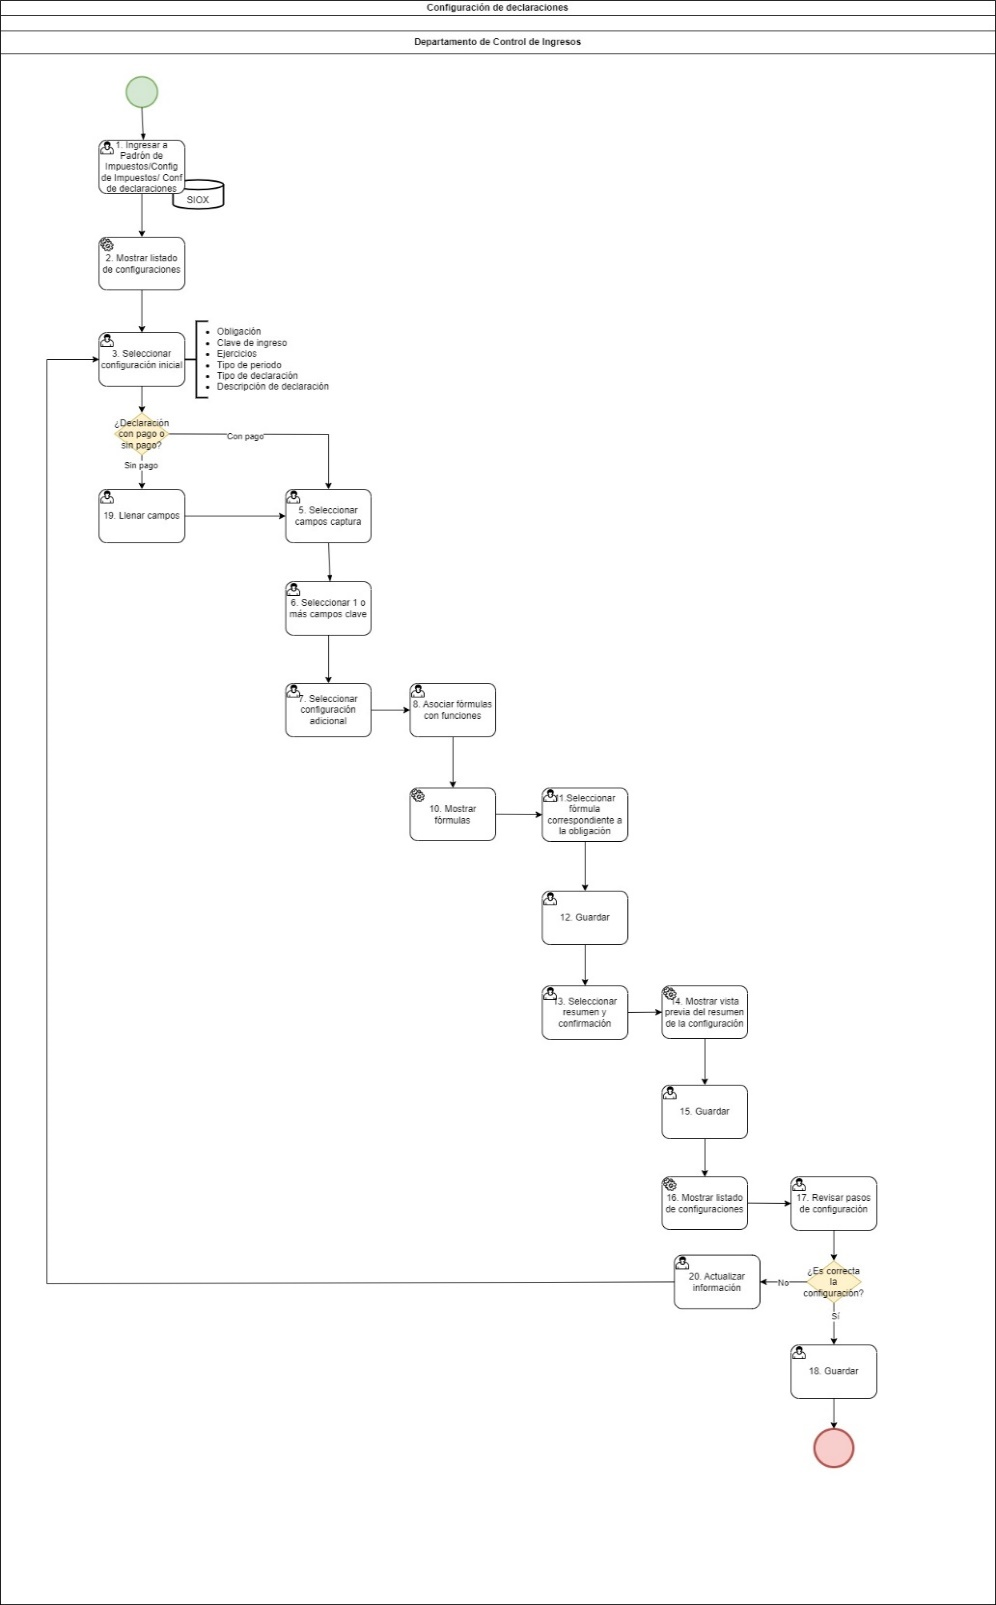 Configuración de declaraciones
Departamento de Control de Ingresos
1. Ingresar a
Padrón de
Impuestos/Config
de Impuestos/ Conf
de declaraciones
SIOX
2. Mostrar listado
de configuraciones
3. Seleccionar
configuración inicial
Obligación
Clave de ingreso
Ejercicios
Tipo de periodo
Tipo de declaración
Descripción de declaración
¿Declaración
con pago o
sin pago?
Con pago
Sin pago
19. Llenar campos
5. Seleccionar
campos captura
6. Seleccionar 1 o
más campos clave
7. Seleccionar
configuración
adicional
8. Asociar fórmulas
con funciones
10. Mostrar
fórmulas
11.Seleccionar
fórmula
correspondiente a
la obligación
12. Guardar
13. Seleccionar
resumen y
confirmación
14. Mostrar vista
previa del resumen
de la configuración
15. Guardar
16. Mostrar listado
de configuraciones
17. Revisar pasos
de configuración
¿Es correcta
la
configuración?
No
20. Actualizar
información
Sí
18. Guardar